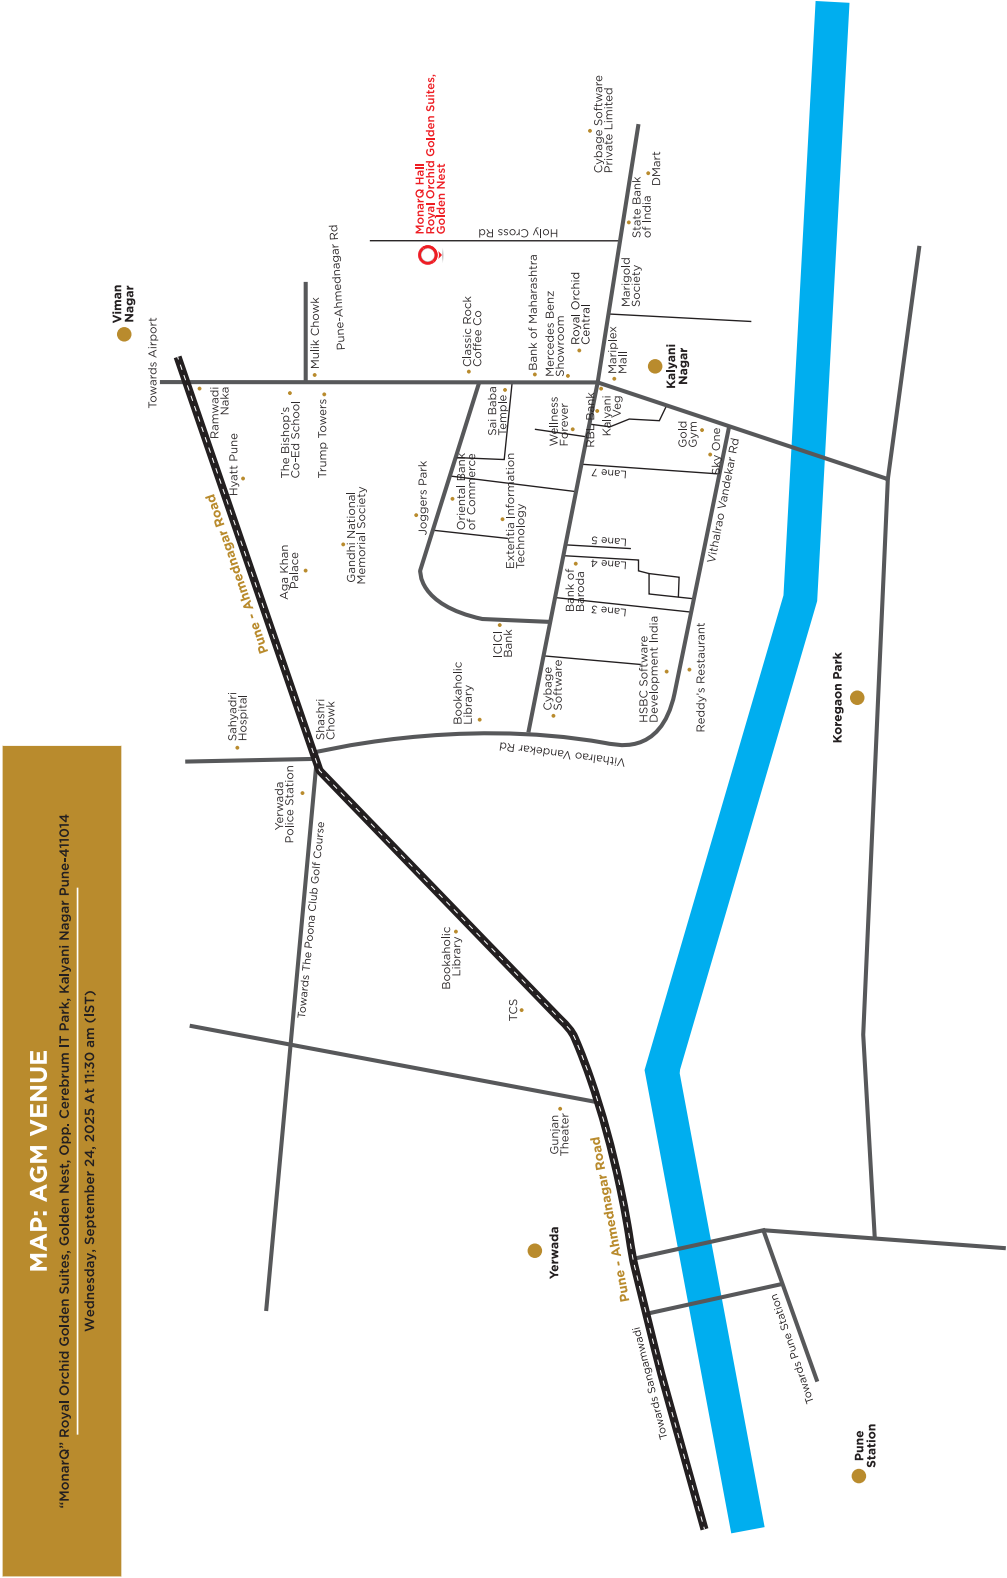 MAP: AGM VENUE
“MonarQ” Royal Orchid Golden Suites, Golden Nest, Opp. Cerebrum IT Park, Kalyani Nagar Pune-411014
Wednesday, September 24, 2025 At 11:30 am (IST)
Viman
Nagar
Towards Airport
Ramwadi
Naka
Hyatt Pune
Pune - Ahmednagar Road
Sahyadri
Hospital
Mulik Chowk
Pune-Ahmednagar Rd
The Bishop's
Co-Ed School
Trump Towers
Aga Khan
Palace
Gandhi National
Memorial Society
Shashri
Chowk
Yerwada
Police Station
Towards The Poona Club Golf Course
MonarQ Hall
Royal Orchid Golden Suites,
Golden Nest
Holy Cross Rd
Classic Rock
Coffee Co
Bank of Maharashtra
Mercedes Benz
Showroom
Royal Orchid
Central
Cybage Software
Private Limited
State Bank
of India
DMart
Marigold
Society
Mariplex
Mall
Kalyani
Nagar
Sai Baba
Temple
Wellness
Forever
RBL Bank
Kalyani
Veg
Gold
Gym
Sky One
Vithalrao Vandekar Rd
Joggers Park
Oriental Bank
of Commerce
Extentia Information
Technology
Lane 7
Lane 5
Lane 4
Lane 3
Bank of
Baroda
ICICI
Bank
Bookaholic
Library
Cybage
Software
HSBC Software
Development India
Reddy's Restaurant
Vithalrao Vandekar Rd
Koregaon Park
Bookaholic
Library
TCS
Gunjan
Theater
Pune - Ahmednagar Road
Yerwada
Towards Sangamwadi
Towards Pune Station
Pune
Station